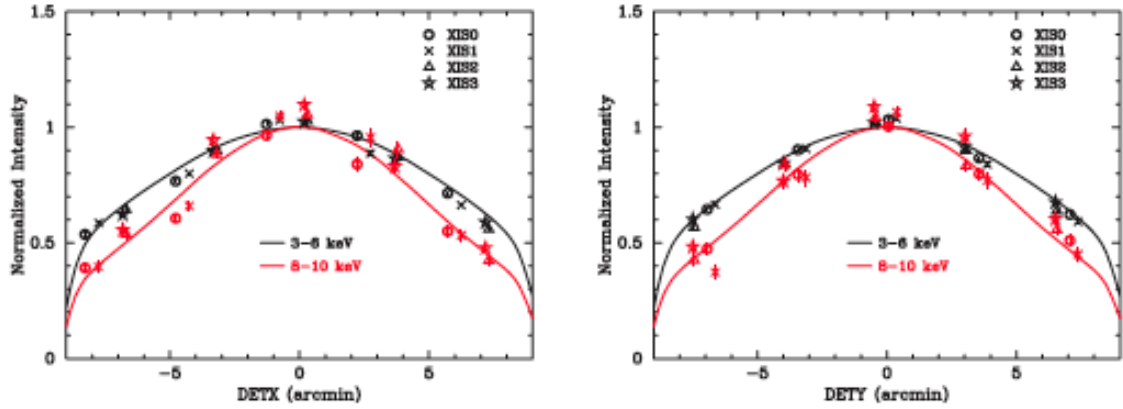 1.5
1
0.5
0
Normalized Intensity
XIS0
XIS1
XIS2
XIS3
3-6 keV
8-10 keV
-5
0
5
DETX (arcmin)
1.5
1
0.5
0
Normalized Intensity
XIS0
XIS1
XIS2
XIS3
3-6 keV
8-10 keV
-5
0
5
DETY (arcmin)